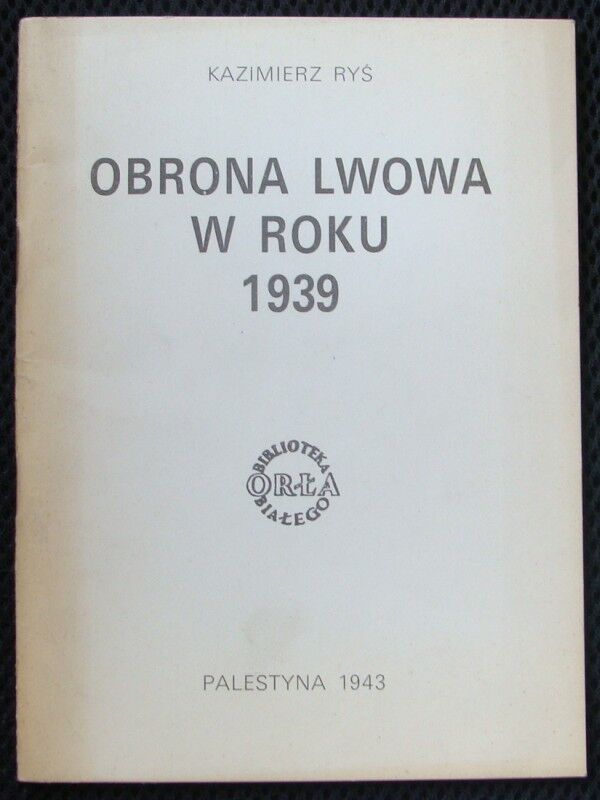 KAZIMIERZ RYŚ
OBRONA LWOWA
W ROKU
1939
BIBLIOTEKA
ORŁA
BIAŁEGO
PALESTYNA 1943